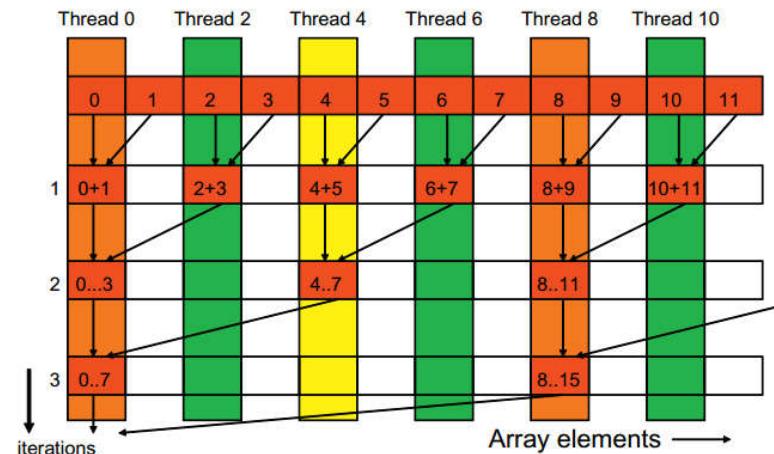 Thread 0 Thread 2 Thread 4 Thread 6 Thread 8 Thread 10
0 1 2 3 4 5 6 7 8 9 10 11
1 0+1 2+3 4+5 6+7 8+9 10+11
2 0...3 4..7 8..11
3 0..7 8..15
iterations Array elements